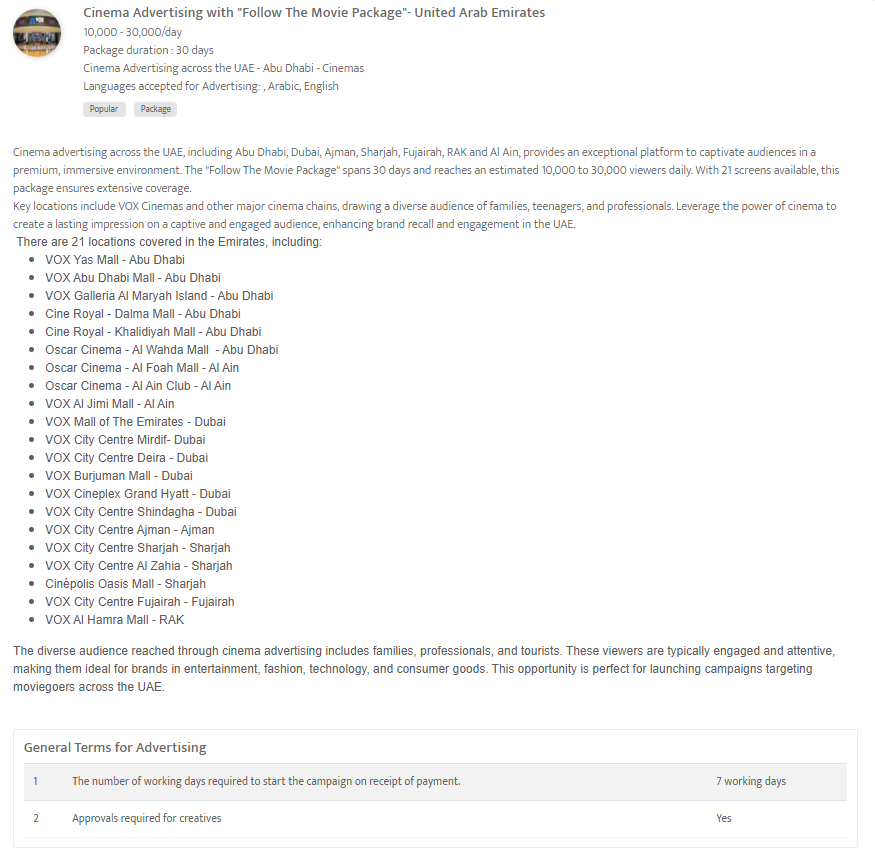 Cinema Advertising with "Follow The Movie Package"- United Arab Emirates
10,000 - 30,000/day
Package duration : 30 days
Cinema Advertising across the UAE - Abu Dhabi - Cinemas
Languages accepted for Advertising: , Arabic, English
Popular Package
Cinema advertising across the UAE, including Abu Dhabi, Dubai, Ajman, Sharjah, Fujairah, RAK and Al Ain, provides an exceptional platform to captivate audiences in a
premium, immersive environment. The "Follow The Movie Package" spans 30 days and reaches an estimated 10,000 to 30,000 viewers daily. With 21 screens available, this
package ensures extensive coverage.
Key locations include VOX Cinemas and other major cinema chains, drawing a diverse audience of families, teenagers, and professionals. Leverage the power of cinema to
create a lasting impression on a captive and engaged audience, enhancing brand recall and engagement in the UAE.
There are 21 locations covered in the Emirates, including:
• VOX Yas Mall - Abu Dhabi
• VOX Abu Dhabi Mall - Abu Dhabi
• VOX Galleria Al Maryah Island - Abu Dhabi
• Cine Royal - Dalma Mall - Abu Dhabi
• Cine Royal - Khalidiyah Mall - Abu Dhabi
• Oscar Cinema - Al Wahda Mall - Abu Dhabi
• Oscar Cinema - Al Foah Mall - Al Ain
• Oscar Cinema - Al Ain Club - Al Ain
• VOX Al Jimi Mall - Al Ain
• VOX Mall of The Emirates - Dubai
• VOX City Centre Mirdif- Dubai
• VOX City Centre Deira - Dubai
• VOX Burjuman Mall - Dubai
• VOX Cineplex Grand Hyatt - Dubai
• VOX City Centre Shindagha - Dubai
• VOX City Centre Ajman - Ajman
• VOX City Centre Sharjah - Sharjah
• VOX City Centre Al Zahia - Sharjah
• Cinépolis Oasis Mall - Sharjah
• VOX City Centre Fujairah - Fujairah
• VOX Al Hamra Mall - RAK
The diverse audience reached through cinema advertising includes families, professionals, and tourists. These viewers are typically engaged and attentive,
making them ideal for brands in entertainment, fashion, technology, and consumer goods. This opportunity is perfect for launching campaigns targeting
moviegoers across the UAE.
General Terms for Advertising
1 The number of working days required to start the campaign on receipt of payment. 7 working days
2 Approvals required for creatives Yes